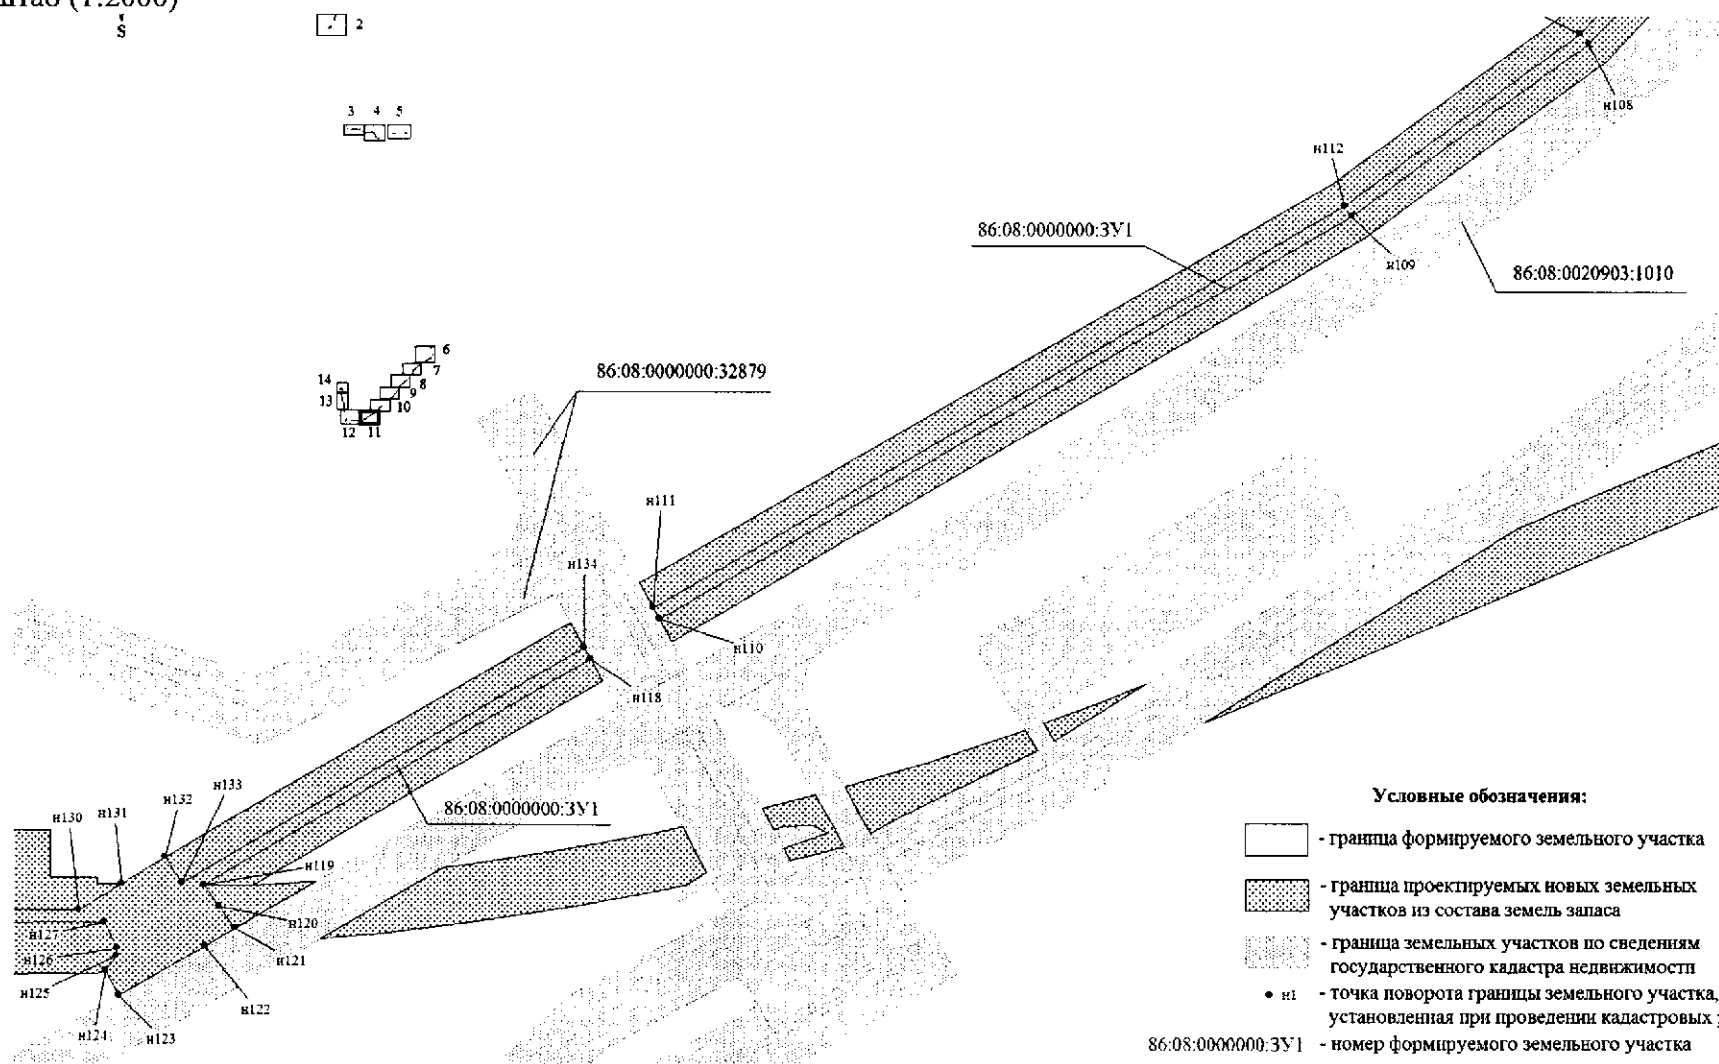 (1:2000)
S
2
3 4 5
6
7
8
9
10
11
12
13
14
н108
н112
н109
86:08:0000000:ЗУ1
86:08:0020903:1010
86:08:0000000:32879
н111
н134
н110
н118
86:08:0000000:ЗУ1
н130
н131
н132
н133
н119
н120
н121
н122
н123
н124
н125
н126
н127
Условные обозначения:
- граница формируемого земельного участка
- граница проектируемых новых земельных
участков из состава земель запаса
- граница земельных участков по сведениям
государственного кадастра недвижимости
• н1 - точка поворота границы земельного участка,
установленная при проведении кадастровых
86:08:0000000:ЗУ1 - номер формируемого земельного участка